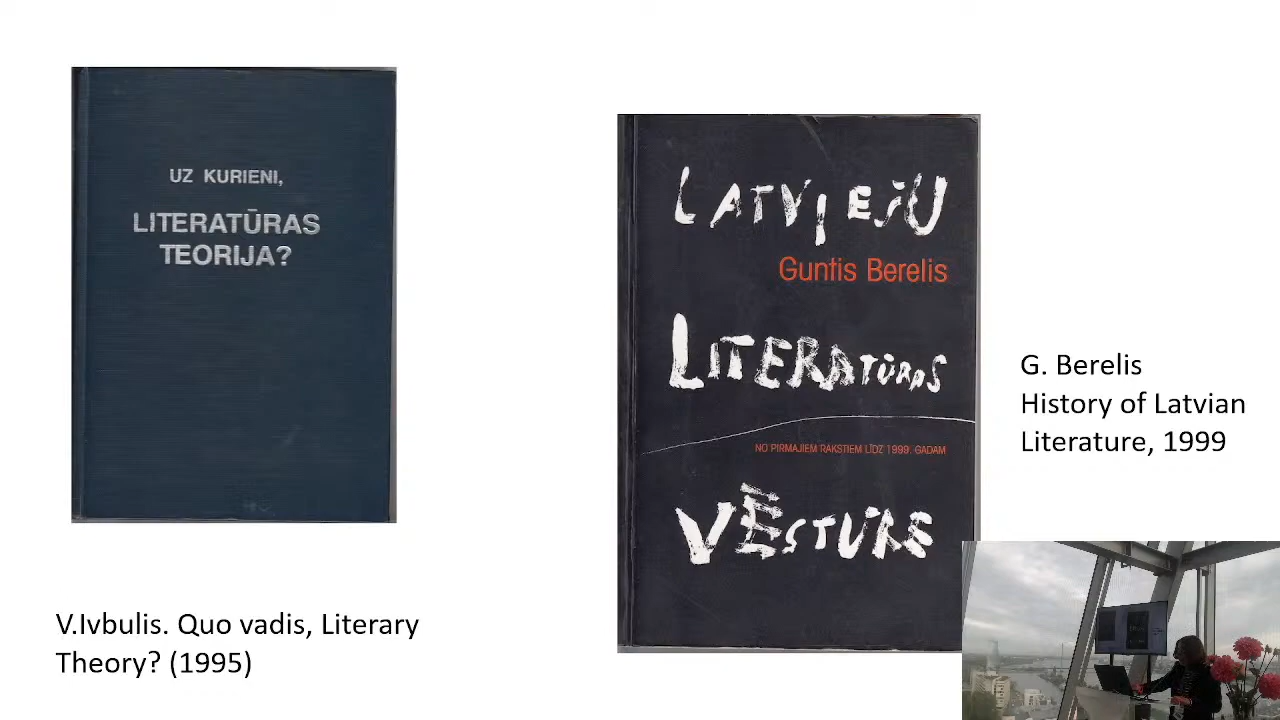 UZ KURIENI,
LITERATŪRAS
TEORIJA?
V.Ivbulis. Quo vadis, Literary
Theory? (1995)
LATVIEŠU
Guntis Berelis
LITERATŪRAS
NO PIRMAJIEM RAKSTIEM LĪDZ 1999. GADAM
VĒSTURE
G. Berelis
History of Latvian
Literature, 1999